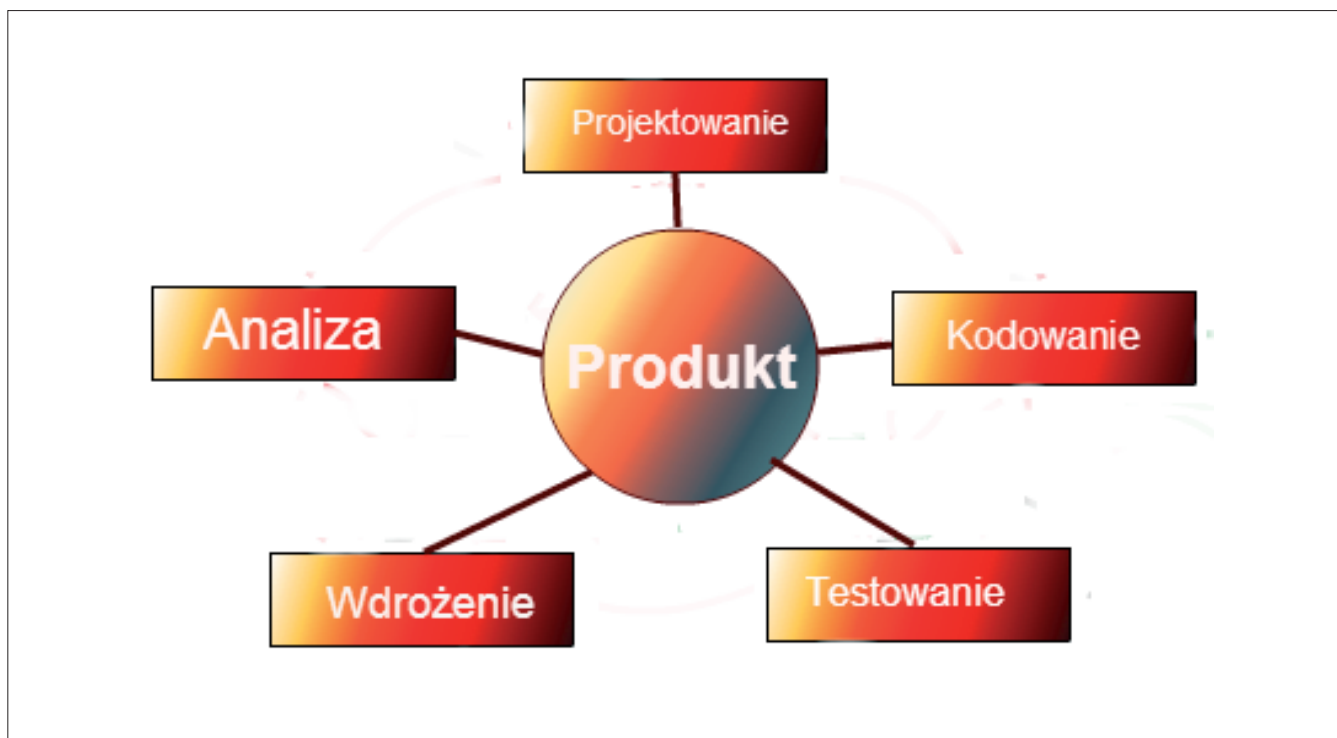 Projektowanie
Analiza
Produkt
Kodowanie
Wdrożenie
Testowanie